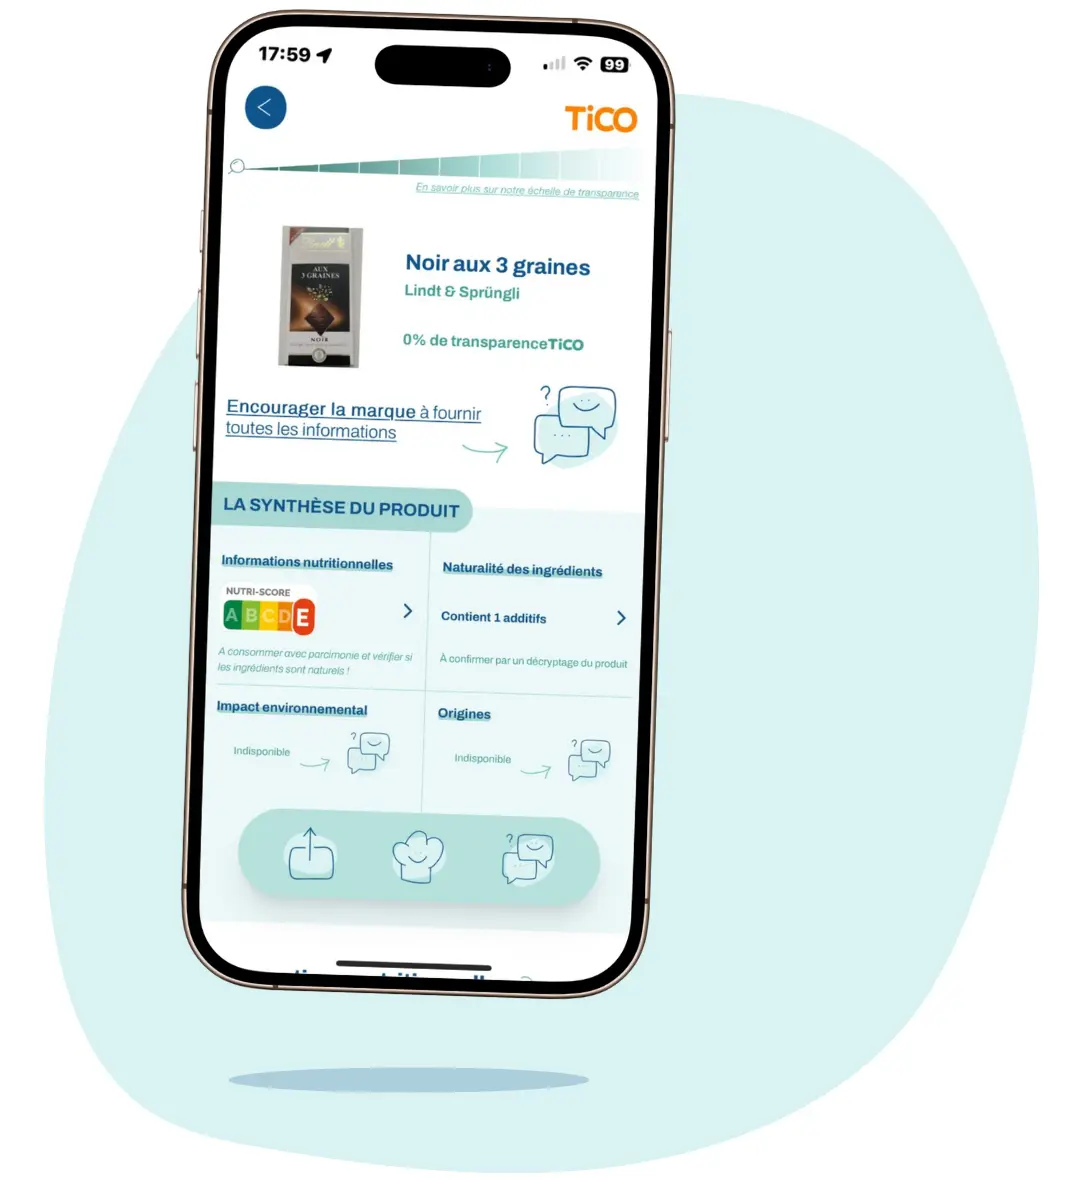 17:59
99
TiCO
En savoir plus sur notre échelle de transparence
AUX
3 GRAINES
NOIR
Noir aux 3 graines
Lindt & Sprüngli
0% de transparenceTiCO
Encourager la marque à fournir
toutes les informations
LA SYNTHÈSE DU PRODUIT
Informations nutritionnelles
NUTRI-SCORE
A B C D E
A consommer avec parcimonie et vérifier si
les ingrédients sont naturels !
Naturalité des ingrédients
Contient 1 additifs
À confirmer par un décryptage du produit
Impact environnemental
Indisponible
Origines
Indisponible